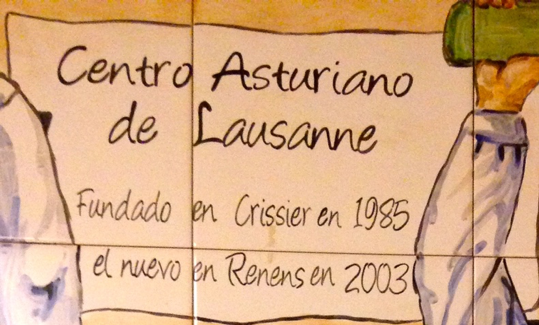 Centro Asturiano
de Lausanne
Fundado en Crissier en 1985
el nuevo en Renens en 2003